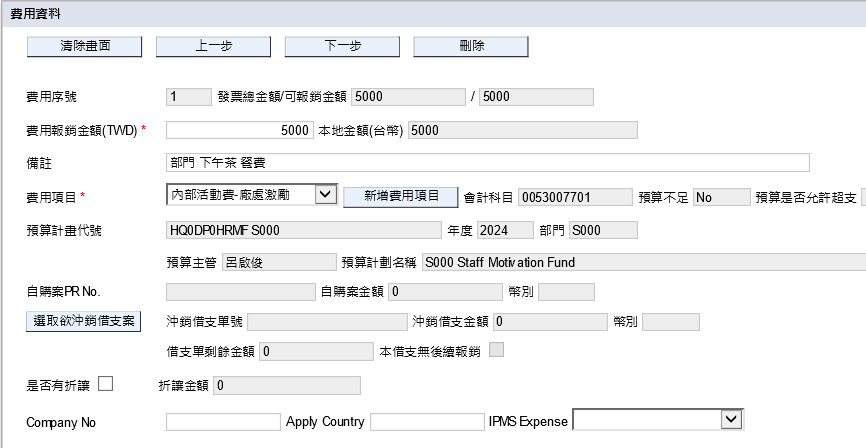 費用資料
清除畫面 上一步 下一步 刪除
費用序號 1 發票總金額/可報銷金額 5000 / 5000
費用報銷金額(TWD) * 5000 本地金額(台幣) 5000
備註 部門 下午茶 餐費
費用項目 * 內部活動費-廠處激勵 新增費用項目 會計科目 0053007701 預算不足 No 預算是否允許超支
預算計畫代號 HQ0DP0HRMF S000 年度 2024 部門 S000
預算主管 呂啟俊 預算計劃名稱 S000 Staff Motivation Fund
自購案PR No. 自購案金額 0 幣別
選取欲沖銷借支案 沖銷借支單號 沖銷借支金額 0 幣別
借支單剩餘金額 0 本借支無後續報銷
是否有折讓 折讓金額 0
Company No Apply Country IPMS Expense